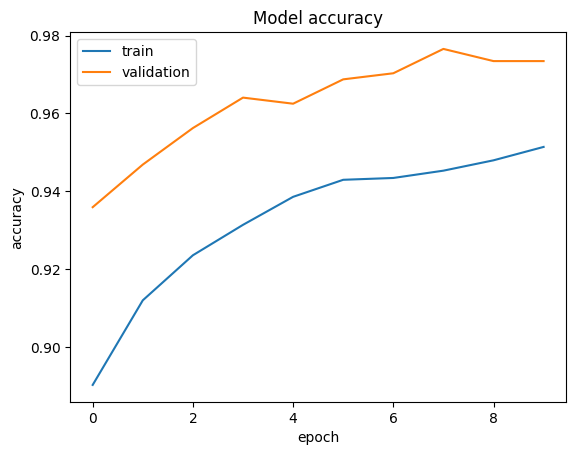 Model accuracy
train
validation
accuracy
0.98
0.96
0.94
0.92
0.90
0 2 4 6 8
epoch